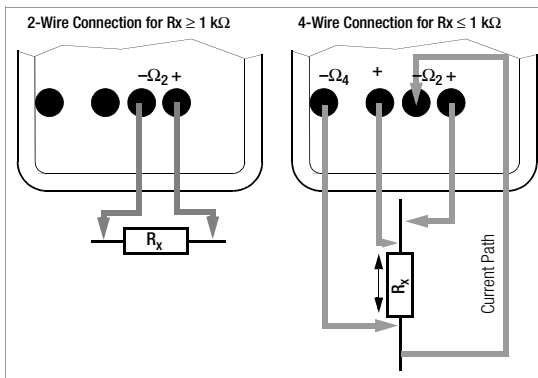 2-Wire Connection for Rx ≥ 1 kΩ
4-Wire Connection for Rx ≤ 1 kΩ
−Ω2 +
Rx
−Ω4 + −Ω2 +
Rx
Current Path